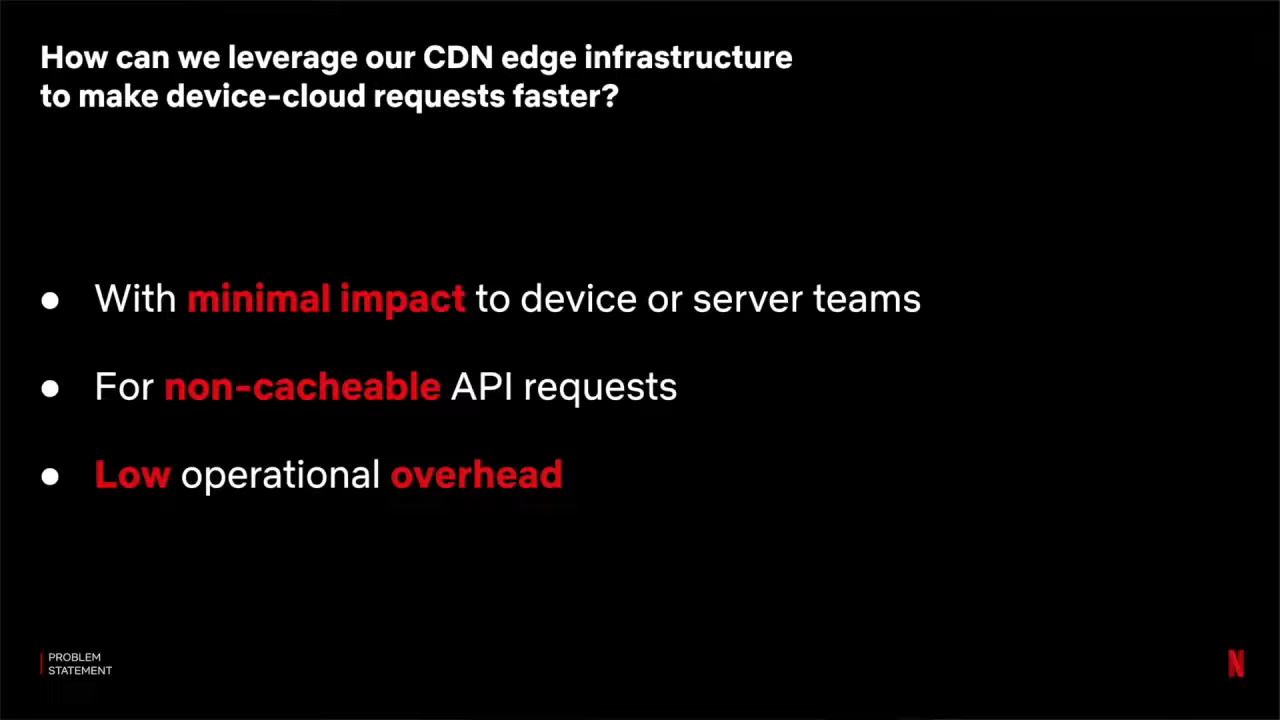 How can we leverage our CDN edge infrastructure
to make device-cloud requests faster?
● With minimal impact to device or server teams
● For non-cacheable API requests
● Low operational overhead
PROBLEM
STATEMENT
N